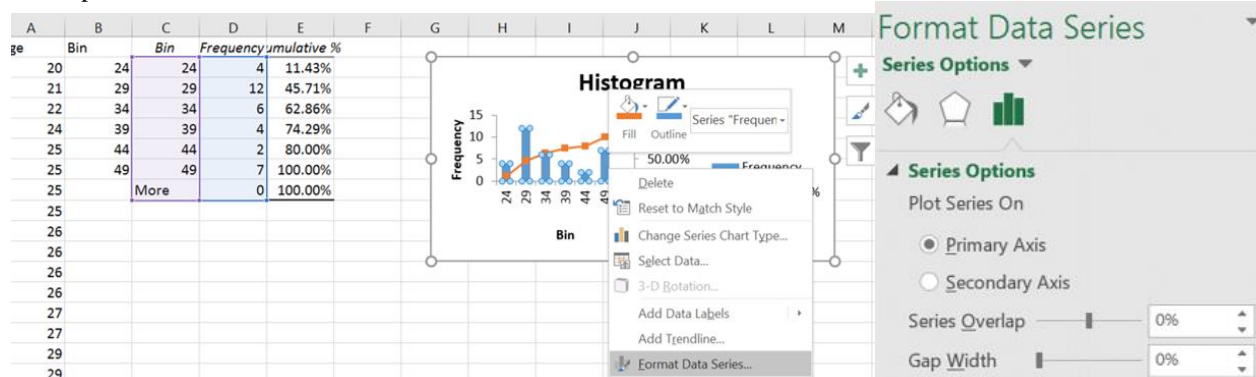 A B C D E F G H I J K L M
ge Bin Bin Frequency umulative %
20 24 24 4 11.43%
21 29 29 12 45.71%
22 34 34 6 62.86%
24 39 39 4 74.29%
25 44 44 2 80.00%
25 49 49 7 100.00%
25 More 0 100.00%
25
26
26
26
26
27
27
29
29
Histogram
Frequency
15
10
5
0
24 29 34 39 44 49
Bin
50.00%
Frequency
%
Fill Outline Series "Frequen
Delete
Reset to Match Style
Change Series Chart Type...
Select Data...
3-D Rotation...
Add Data Labels
Add Trendline...
Format Data Series...
Format Data Series
Series Options
Series Options
Plot Series On
Primary Axis
Secondary Axis
Series Overlap 0%
Gap Width 0%